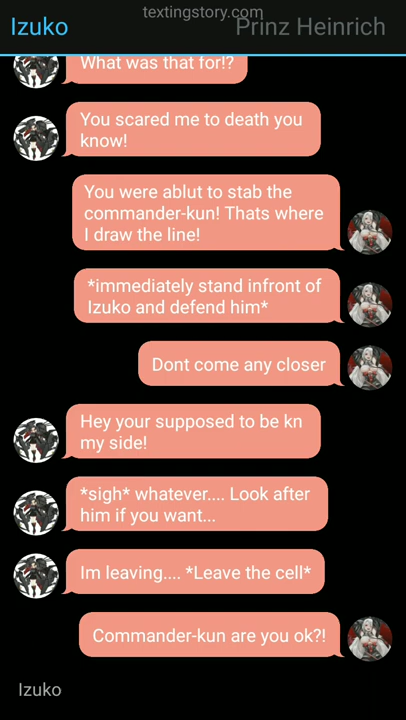 textingstory.com
Izuko
Prinz Heinrich
What was that for!?
You scared me to death you
know!
You were ablut to stab the
commander-kun! Thats where
I draw the line!
*immediately stand infront of
Izuko and defend him*
Dont come any closer
Hey your supposed to be kn
my side!
*sigh* whatever.... Look after
him if you want...
Im leaving.... *Leave the cell*
Commander-kun are you ok?!
Izuko